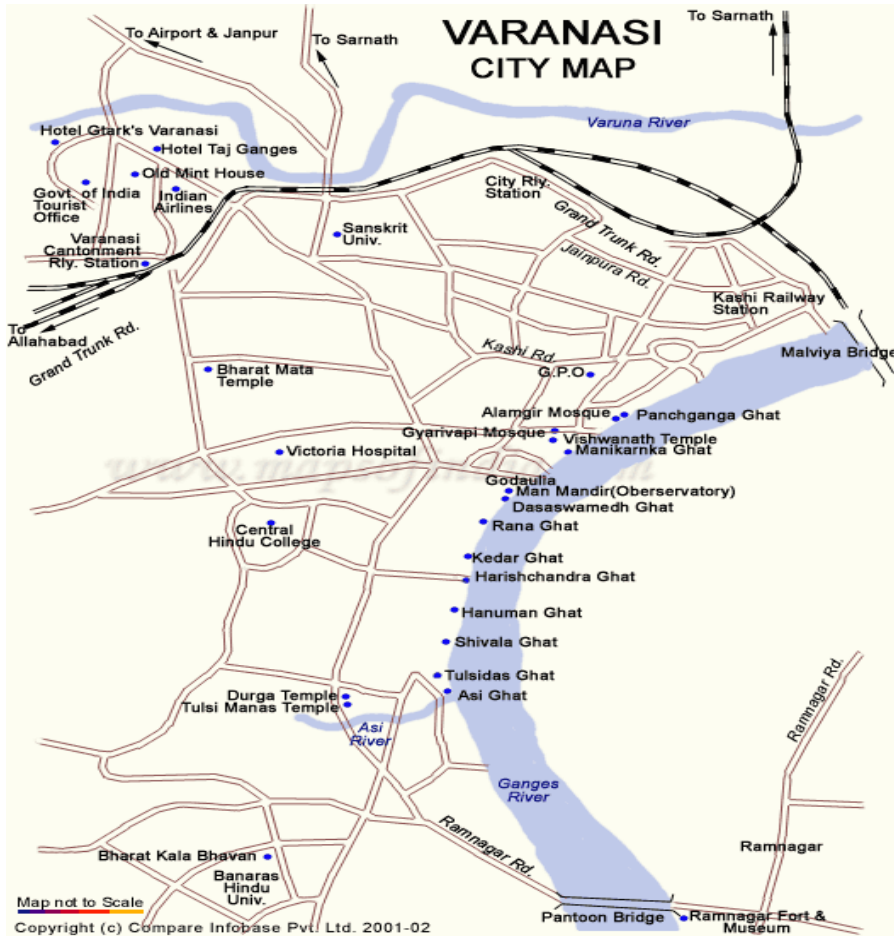 VARANASI
CITY MAP
To Airport & Janpur
To Sarnath
To Sarnath
Varuna River
Hotel Gtark's Varanasi
Hotel Taj Ganges
Old Mint House
Govt. of India
Tourist
Office
Indian
Airlines
City Rly.
Station
Sanskrit
Univ.
Grand Trunk Rd.
Varanasi
Cantonment
Rly. Station
Jainpura Rd.
Kashi Railway
Station
To
Allahabad
Grand Trunk Rd.
Kashi Rd.
Malviya Bridge
Bharat Mata
Temple
G.P.O
Alamgir Mosque
Panchganga Ghat
Gyarivapi Mosque
Vishwanath Temple
Victoria Hospital
Manikarnka Ghat
www.mapsofindia.com
Godaulla
Man Mandir(Oberservatory)
Dasaswamedh Ghat
Rana Ghat
Central
Hindu College
Kedar Ghat
Harishchandra Ghat
Hanuman Ghat
Shivala Ghat
Tulsidas Ghat
Durga Temple
Asi Ghat
Tulsi Manas Temple
Asi
River
Ramnagar Rd.
Ganges
River
Ramnagar Rd.
Ramnagar
Bharat Kala Bhavan
Banaras
Hindu
Univ.
Map not to Scale
Pantoon Bridge
Ramnagar Fort &
Museum
Copyright (c) Compare Infobase Pvt. Ltd. 2001-02